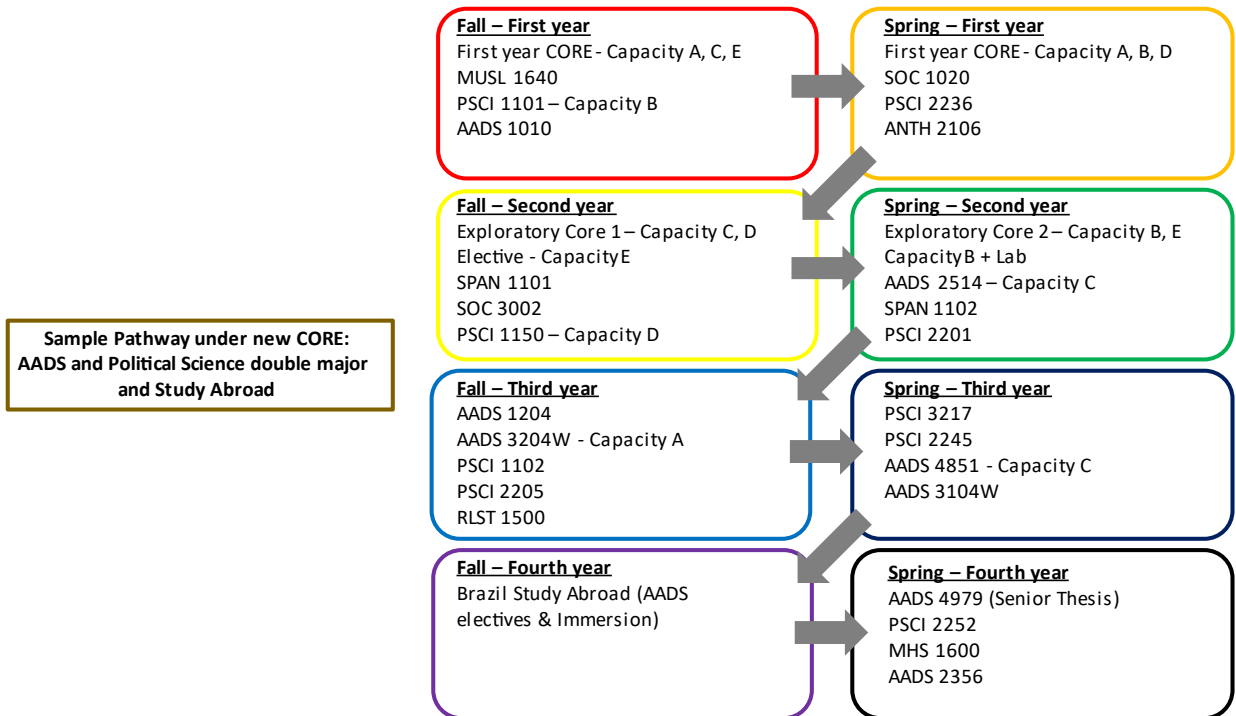 Fall – First year
First year CORE - Capacity A, C, E
MUSL 1640
PSCI 1101 – Capacity B
AADS 1010
Spring – First year
First year CORE - Capacity A, B, D
SOC 1020
PSCI 2236
ANTH 2106
Fall – Second year
Exploratory Core 1 – Capacity C, D
Elective - Capacity E
SPAN 1101
SOC 3002
PSCI 1150 – Capacity D
Spring – Second year
Exploratory Core 2 – Capacity B, E
Capacity B + Lab
AADS 2514 – Capacity C
SPAN 1102
PSCI 2201
Sample Pathway under new CORE:
AADS and Political Science double major
and Study Abroad
Fall – Third year
AADS 1204
AADS 3204W - Capacity A
PSCI 1102
PSCI 2205
RLST 1500
Spring – Third year
PSCI 3217
PSCI 2245
AADS 4851 - Capacity C
AADS 3104W
Fall – Fourth year
Brazil Study Abroad (AADS
electives & Immersion)
Spring – Fourth year
AADS 4979 (Senior Thesis)
PSCI 2252
MHS 1600
AADS 2356